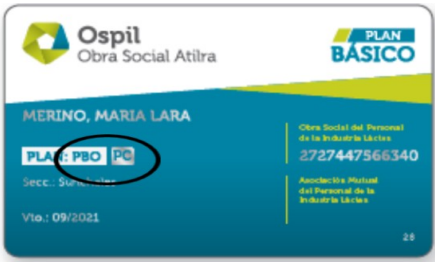 Ospil
Obra Social Atilra
PLAN
BÁSICO
MERINO, MARIA LARA
PLAN: PBO PC
Secc.: Sunchales
Vto.: 09/2021
Obra Social del Personal
de la Industria Láctea
2727447566340
Asociación Mutual
del Personal de la
Industria Láctea
28